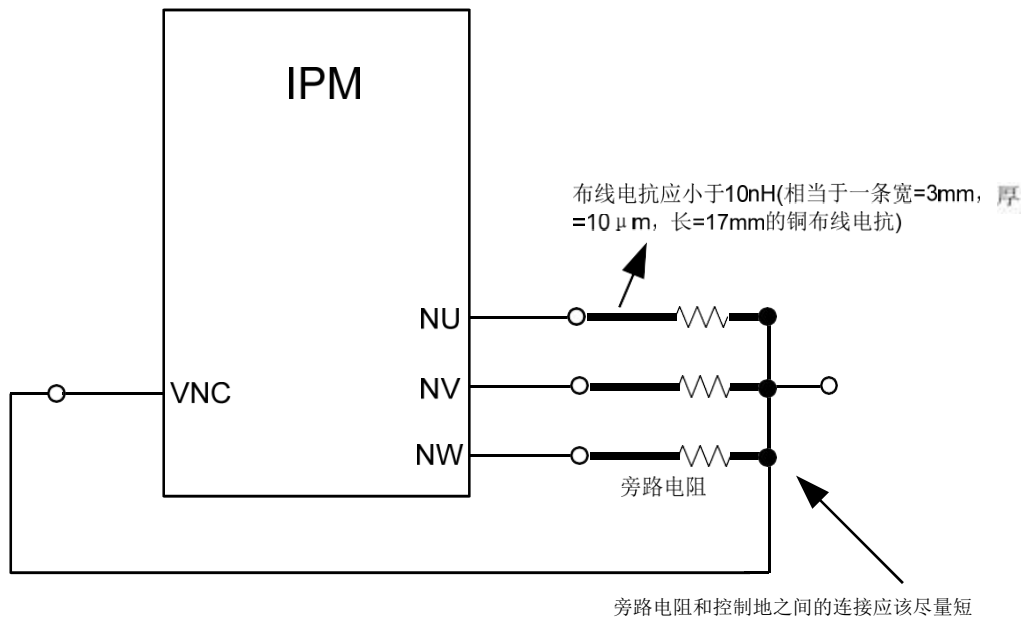 IPM
布线电抗应小于10nH(相当于一条宽=3mm，厚
=10μm，长=17mm的铜布线电抗)
NU
VNC
NV
NW
旁路电阻
旁路电阻和控制地之间的连接应该尽量短